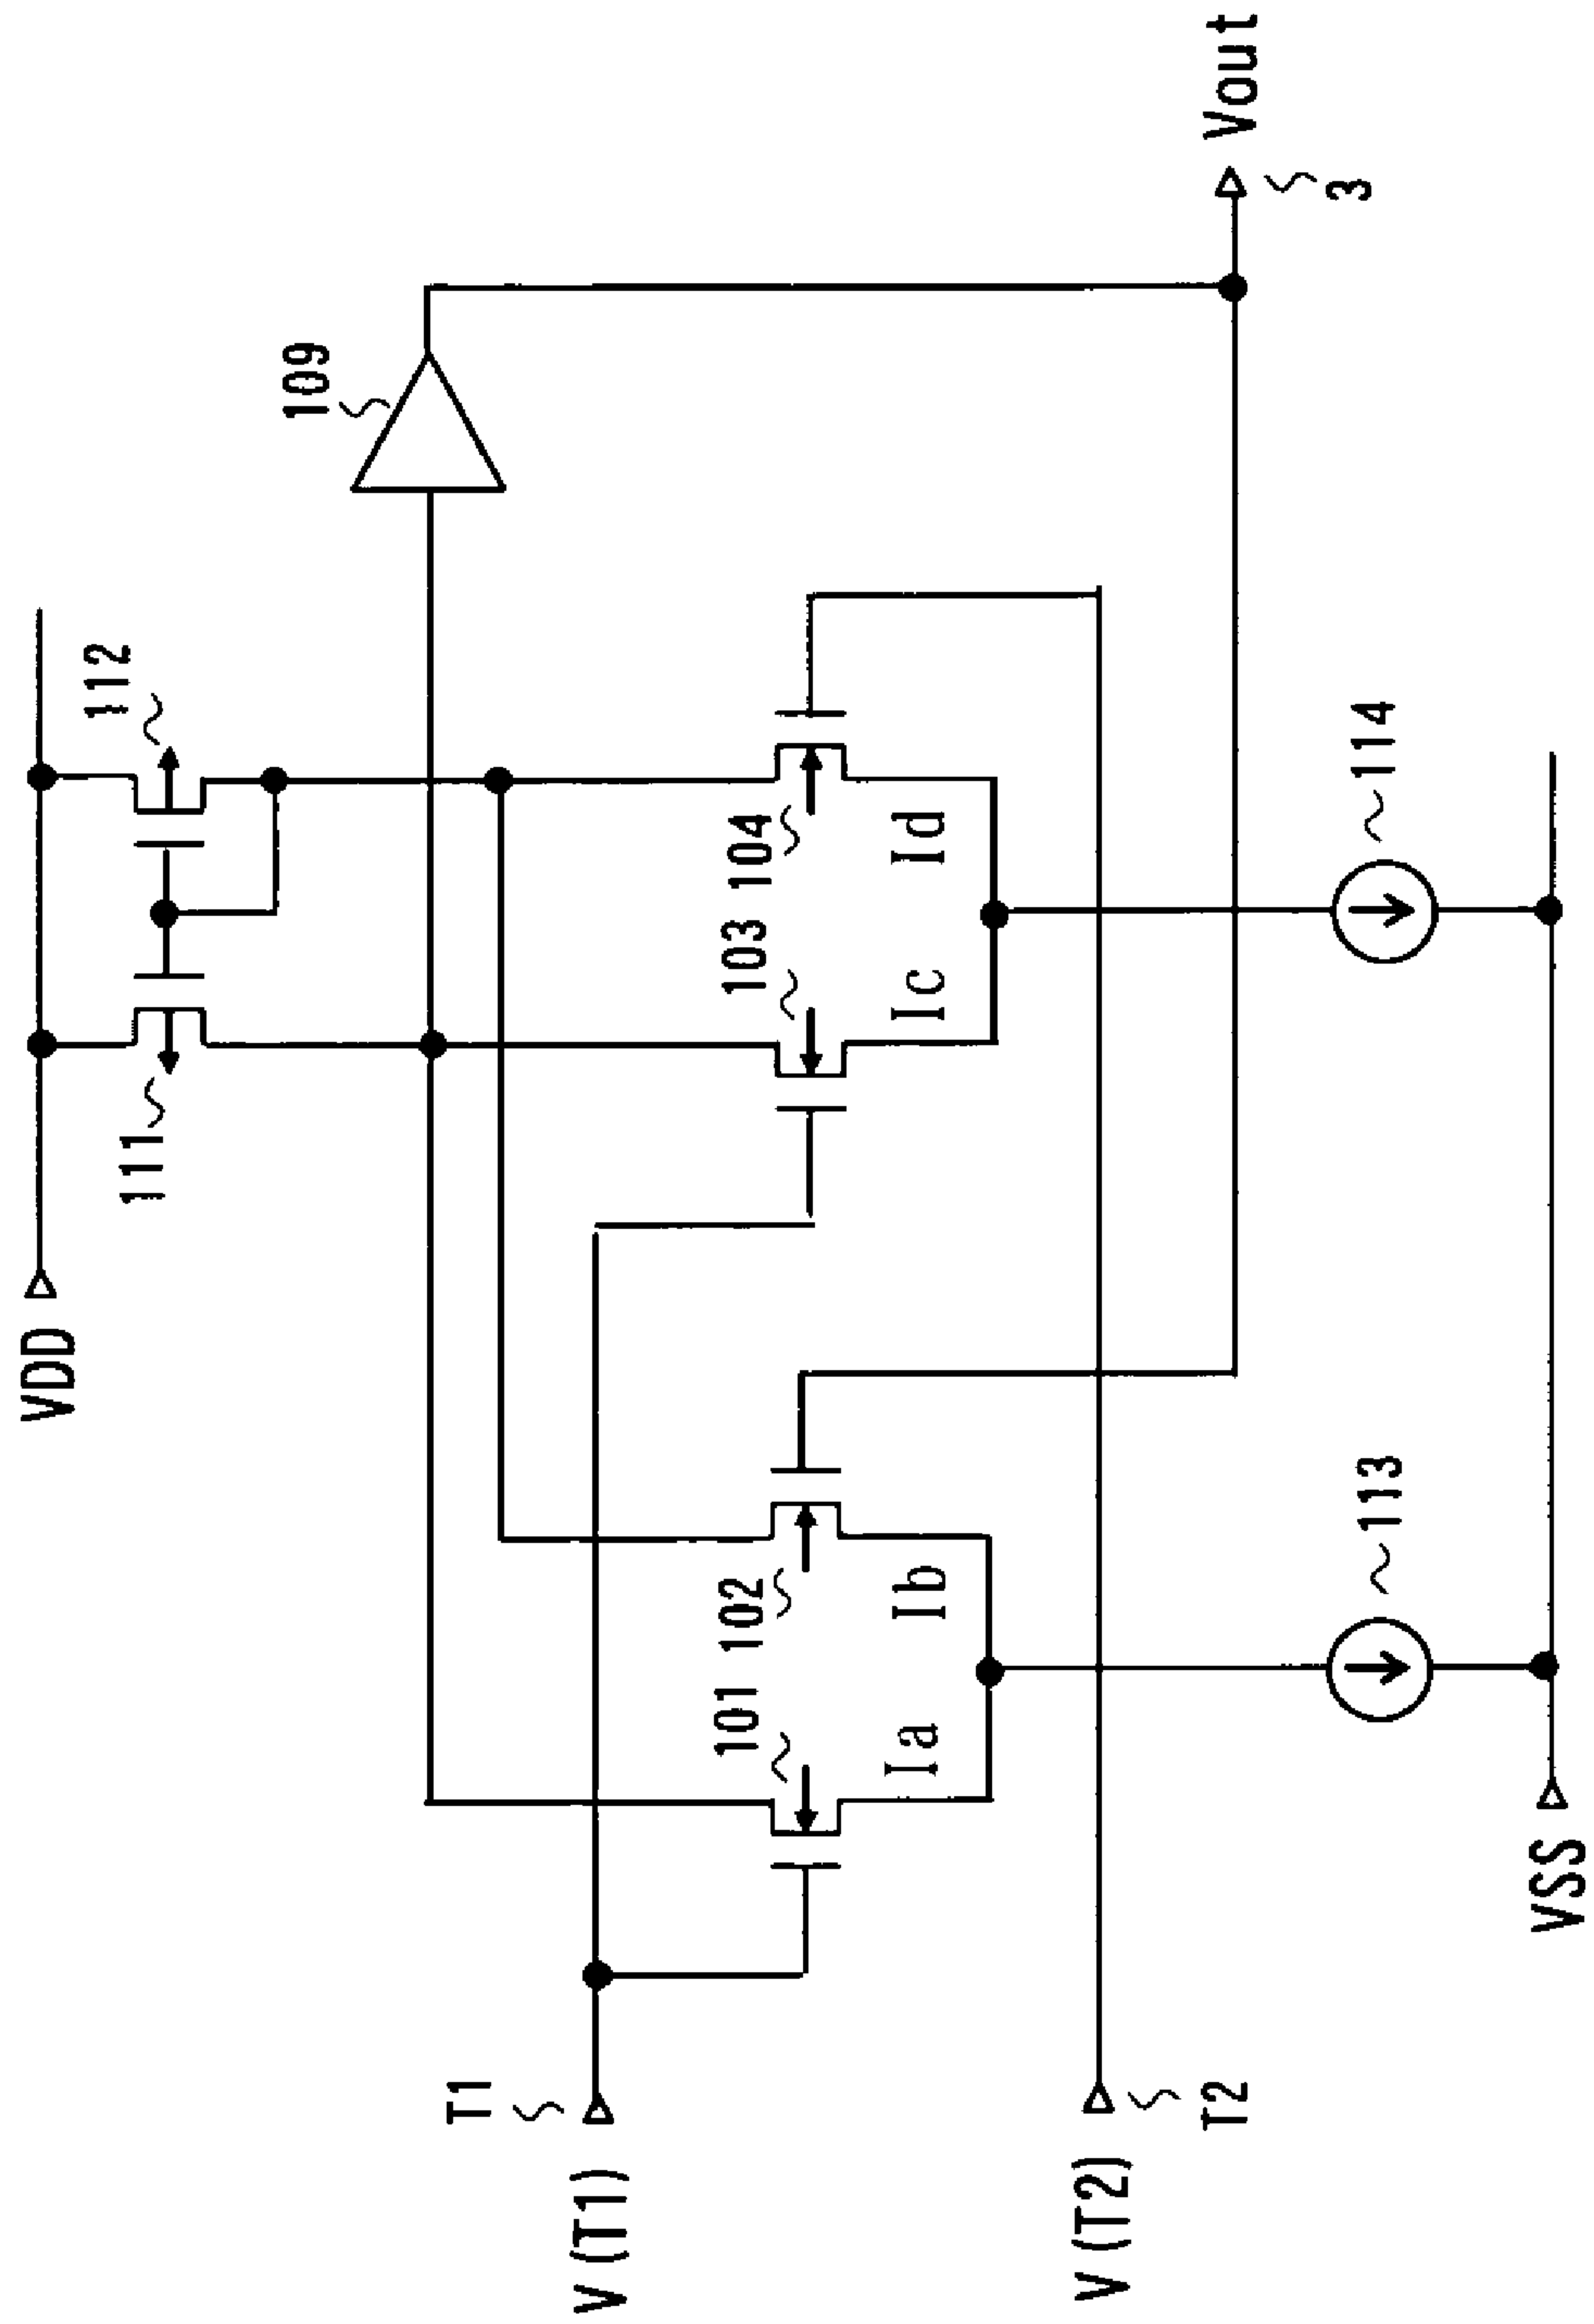 VDD
111
112
109
T1
V (T1)
101
102
103
104
Ia
Ib
Ic
Id
V (T2)
T2
Vout
3
113
114
VSS